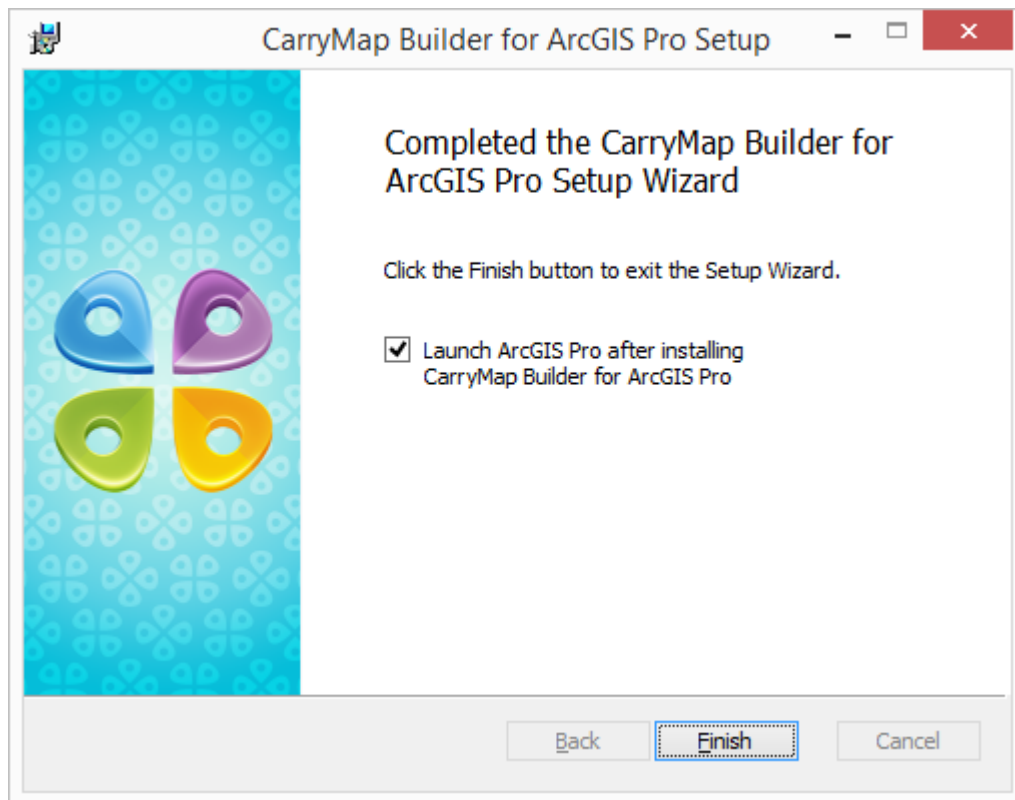 CarryMap Builder for ArcGIS Pro Setup
Completed the CarryMap Builder for
ArcGIS Pro Setup Wizard
Click the Finish button to exit the Setup Wizard.
Launch ArcGIS Pro after installing
CarryMap Builder for ArcGIS Pro
Back
Finish
Cancel